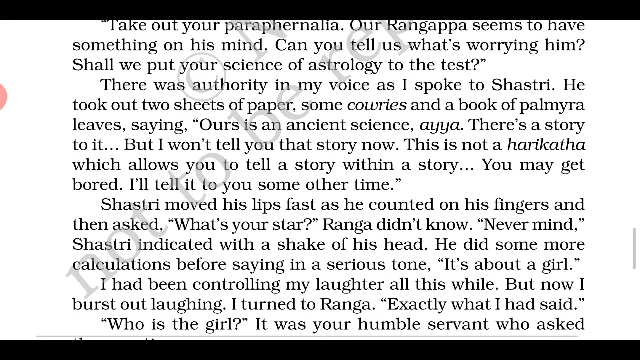 "Take out your paraphernalia. Our Rangappa seems to have
something on his mind. Can you tell us what's worrying him?
Shall we put your science of astrology to the test?"
There was authority in my voice as I spoke to Shastri. He
took out two sheets of paper, some cowries and a book of palmyra
leaves, saying, "Ours is an ancient science, ayya. There's a story
to it... But I won't tell you that story now. This is not a harikatha
which allows you to tell a story within a story... You may get
bored. I'll tell it to you some other time."
Shastri moved his lips fast as he counted on his fingers and
then asked, "What's your star?" Ranga didn't know. "Never mind,"
Shastri indicated with a shake of his head. He did some more
calculations before saying in a serious tone, "It's about a girl."
I had been controlling my laughter all this while. But now I
burst out laughing. I turned to Ranga. "Exactly what I had said."
"Who is the girl?" It was your humble servant who asked
© N
not to be rep